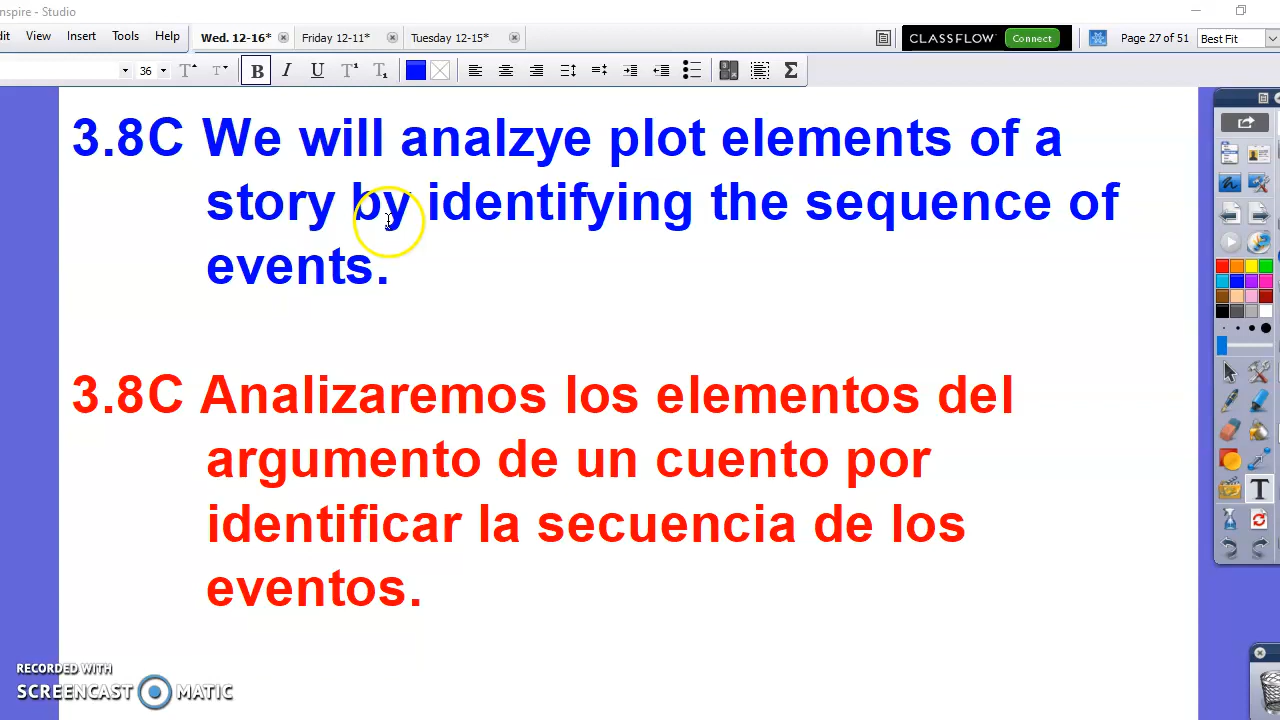 nspire - Studio
dit View Insert Tools Help Wed. 12-16* Friday 12-11* Tuesday 12-15* CLASSFLOW Connect Page 27 of 51 Best Fit
36 T T B I U T T Σ
3.8C We will analzye plot elements of a
story by identifying the sequence of
events.
3.8C Analizaremos los elementos del
argumento de un cuento por
identificar la secuencia de los
eventos.
T
RECORDED WITH
SCREENCAST MATIC